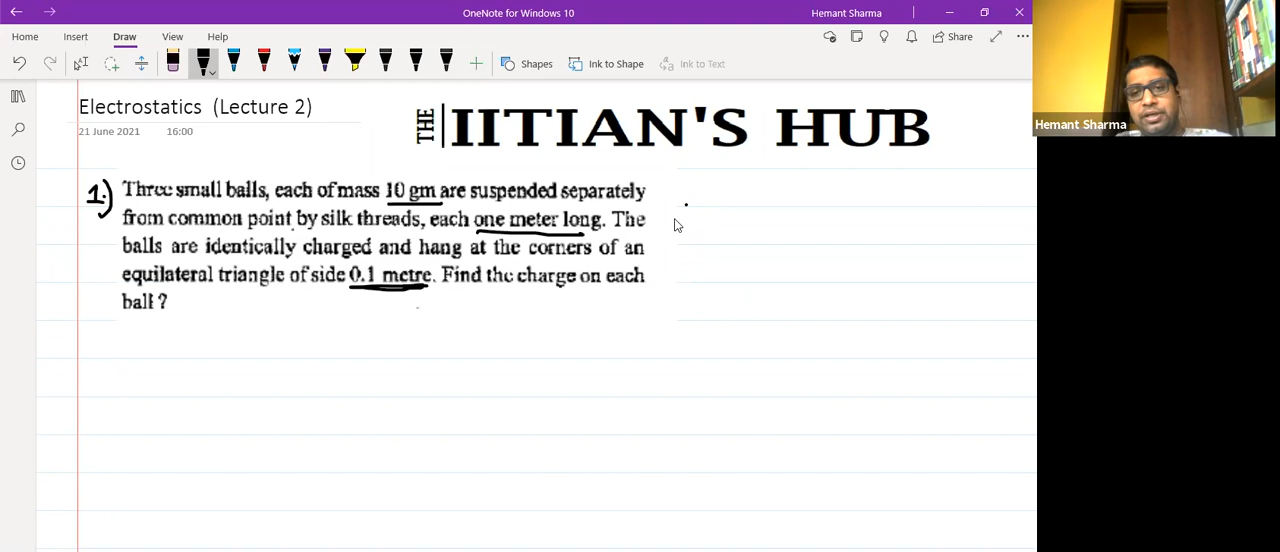 OneNote for Windows 10
Hemant Sharma
Home Insert Draw View Help
Share
Shapes Ink to Shape Ink to Text
Electrostatics (Lecture 2)
21 June 2021 16:00
THE IITIAN'S HUB
Hemant Sharma
1.) Three small balls, each of mass 10 gm are suspended separately
from common point by silk threads, each one meter long. The
balls are identically charged and hang at the corners of an
equilateral triangle of side 0.1 metre. Find the charge on each
ball ?